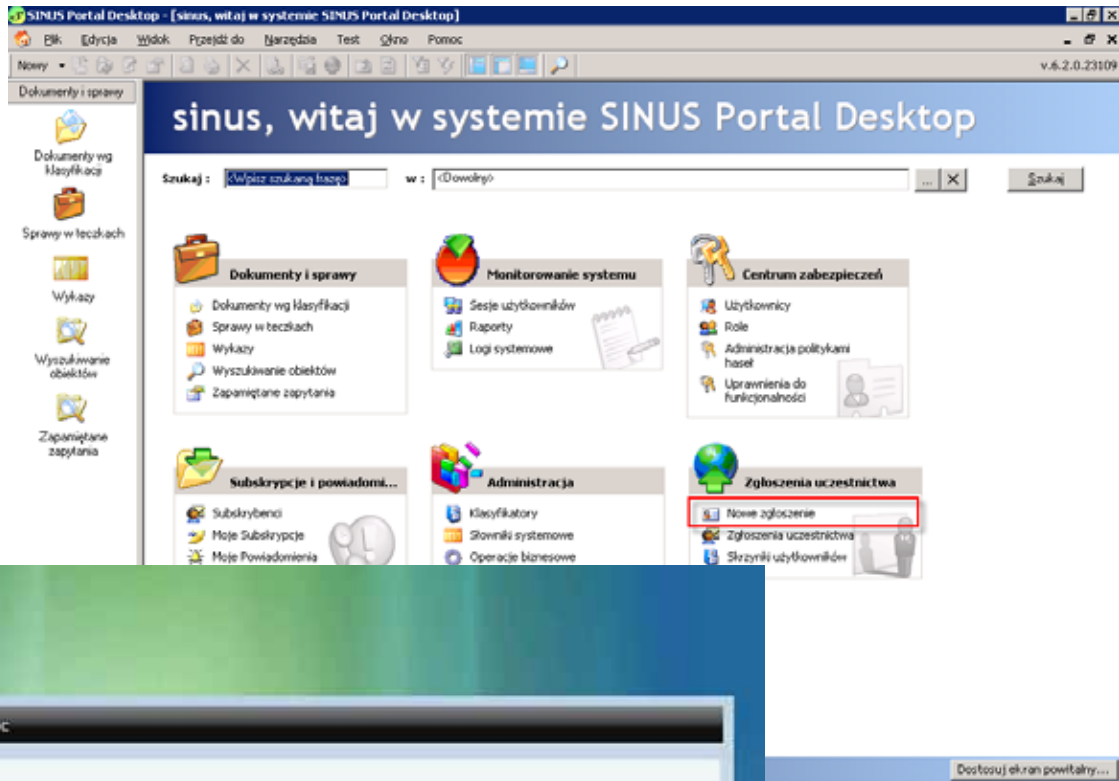 SINUS Portal Desktop - [sinus, witaj w systemie SINUS Portal Desktop]
Plik Edycja Widok Przejdź do Narzędzia Test Okno Pomoc
Nowy
v.6.2.0.23109
Dokumenty i sprawy
sinus, witaj w systemie SINUS Portal Desktop
Dokumenty wg
klasyfikacji
Sprawy w teczkach
Wykazy
Wyszukiwanie
obiektów
Zapamiętane
zapytania
Szukaj : <Wpisz szukaną frazę> w : <Dowolny> ... Szukaj
Dokumenty i sprawy
Dokumenty wg klasyfikacji
Sprawy w teczkach
Wykazy
Wyszukiwanie obiektów
Zapamiętane zapytania
Monitorowanie systemu
Sesje użytkowników
Raporty
Logi systemowe
Centrum zabezpieczeń
Użytkownicy
Role
Administracja politykami
haseł
Uprawnienia do
funkcjonalności
Subskrypcje i powiadomi...
Subskrybenci
Moje Subskrypcje
Moje Powiadomienia
Administracja
Klasyfikatory
Słowniki systemowe
Operacje biznesowe
Zgłoszenia uczestnictwa
Nowe zgłoszenie
Zgłoszenia uczestnictwa
Skrzynki użytkowników
oc
Dostosuj ekran powitalny...